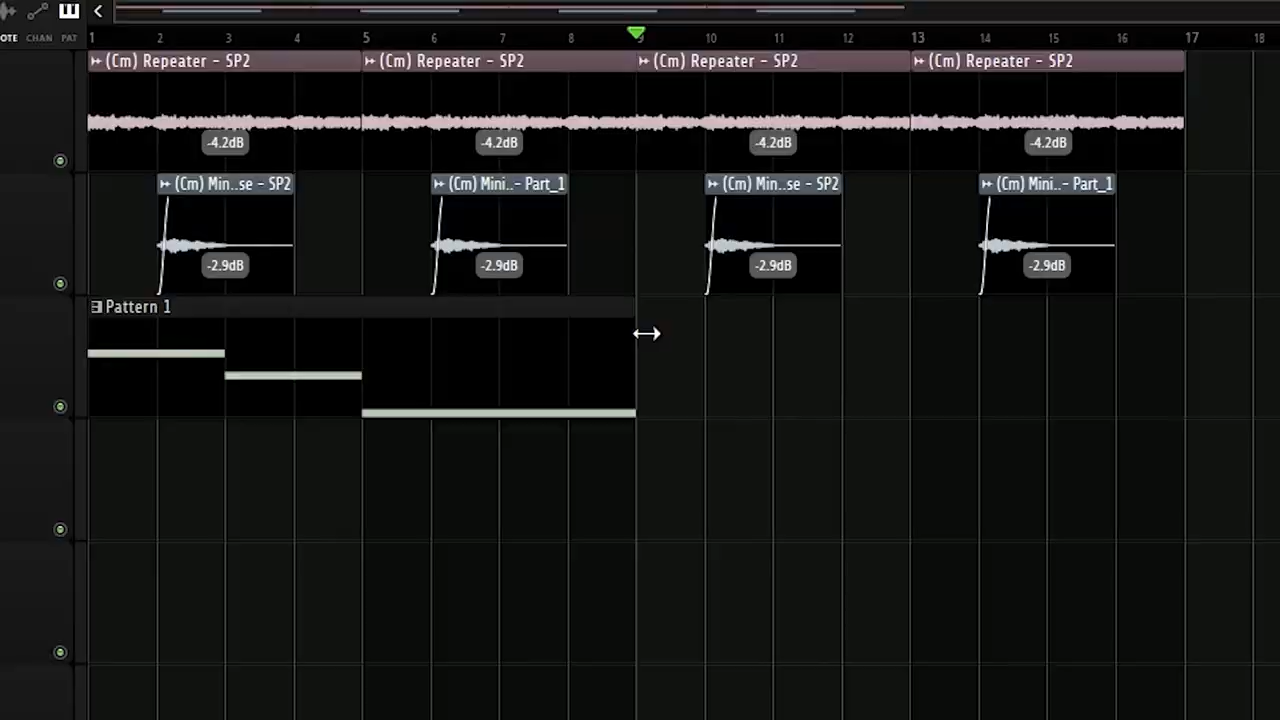 OTE CHAN PAT
1 2 3 4 5 6 7 8 9 10 11 12 13 14 15 16 17 18
(Cm) Repeater - SP2 (Cm) Repeater - SP2 (Cm) Repeater - SP2 (Cm) Repeater - SP2
-4.2dB -4.2dB -4.2dB -4.2dB
(Cm) Min..se - SP2 (Cm) Mini..- Part_1 (Cm) Min..se - SP2 (Cm) Mini..- Part_1
-2.9dB -2.9dB -2.9dB -2.9dB
Pattern 1